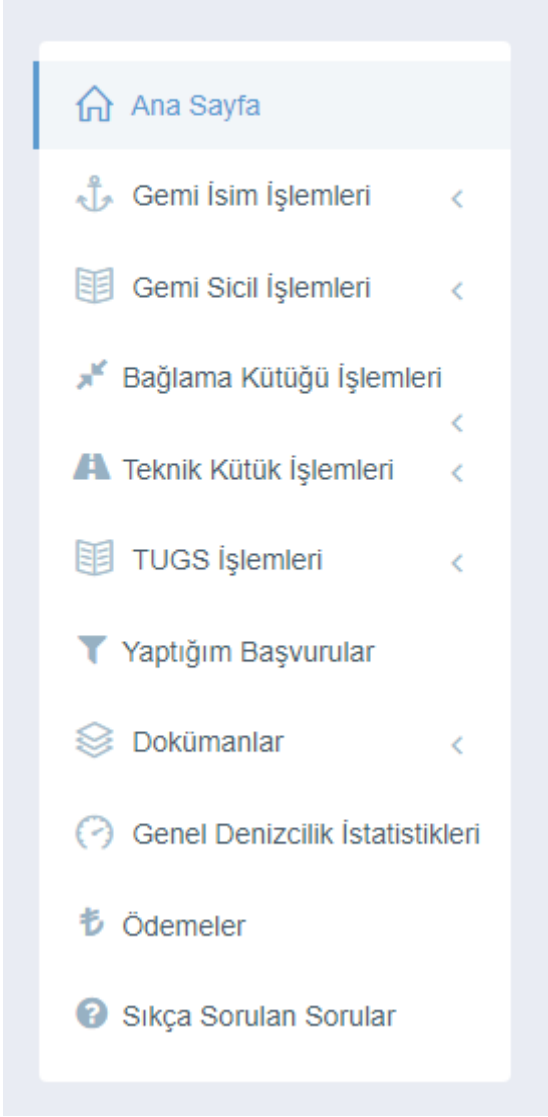 Ana Sayfa
Gemi İsim İşlemleri
Gemi Sicil İşlemleri
Bağlama Kütüğü İşlemleri
Teknik Kütük İşlemleri
TUGS İşlemleri
Yaptığım Başvurular
Dokümanlar
Genel Denizcilik İstatistikleri
Ödemeler
Sıkça Sorulan Sorular